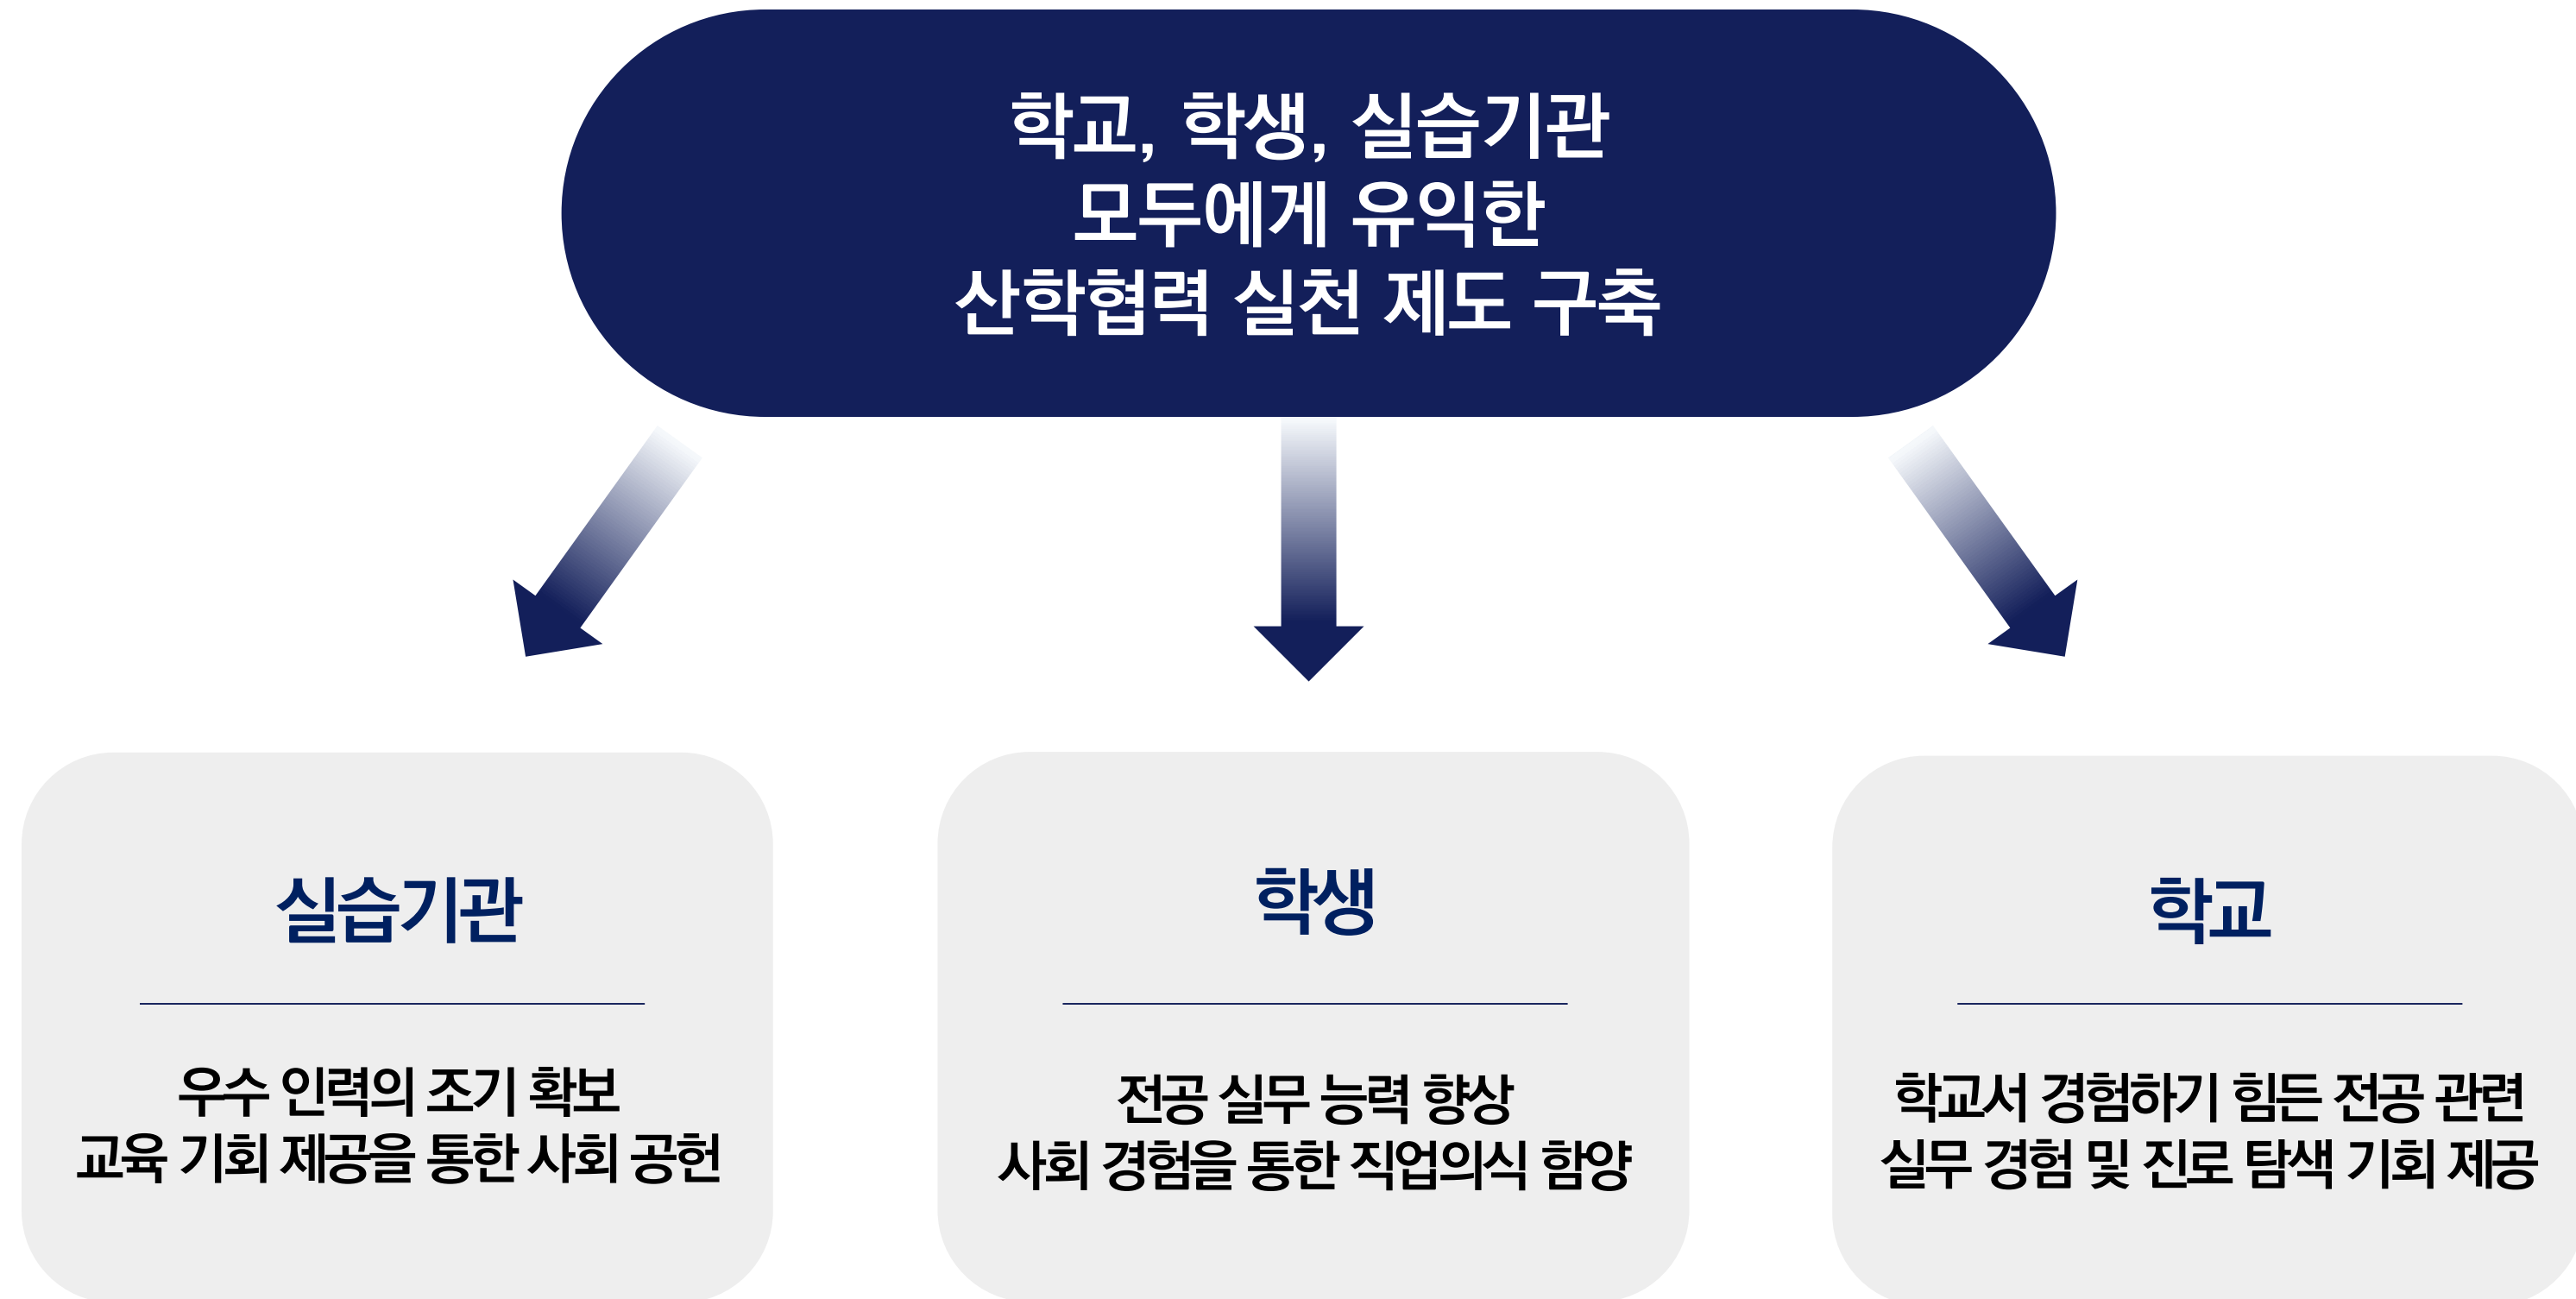 학교, 학생, 실습기관
모두에게 유익한
산학협력 실천 제도 구축
실습기관
우수 인력의 조기 확보
교육 기회 제공을 통한 사회 공헌
학생
전공 실무 능력 향상
사회 경험을 통한 직업의식 함양
학교
학교서 경험하기 힘든 전공 관련
실무 경험 및 진로 탐색 기회 제공